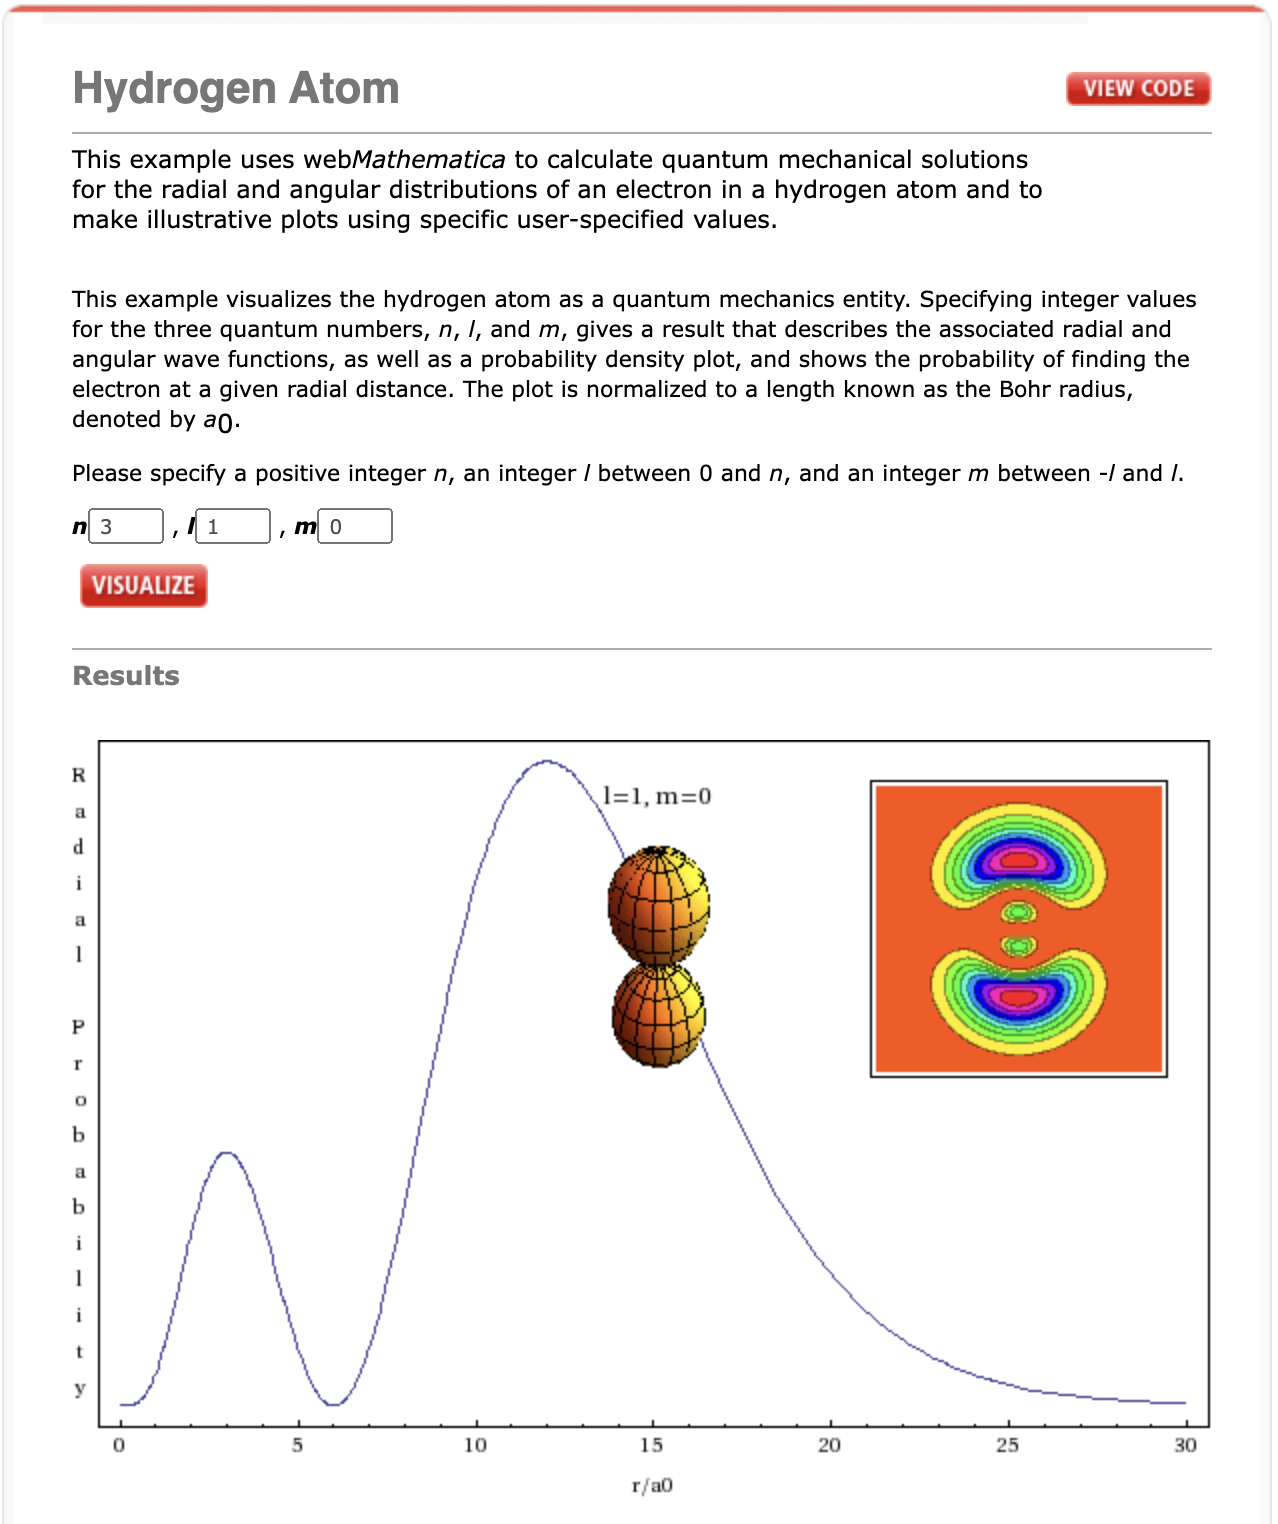 Hydrogen Atom
VIEW CODE
This example uses webMathematica to calculate quantum mechanical solutions
for the radial and angular distributions of an electron in a hydrogen atom and to
make illustrative plots using specific user-specified values.
This example visualizes the hydrogen atom as a quantum mechanics entity. Specifying integer values
for the three quantum numbers, n, l, and m, gives a result that describes the associated radial and
angular wave functions, as well as a probability density plot, and shows the probability of finding the
electron at a given radial distance. The plot is normalized to a length known as the Bohr radius,
denoted by a0.
Please specify a positive integer n, an integer l between 0 and n, and an integer m between -l and l.
n 3 , l 1 , m 0
VISUALIZE
Results
Radial Probability
l=1, m=0
0 5 10 15 20 25 30
r/a0